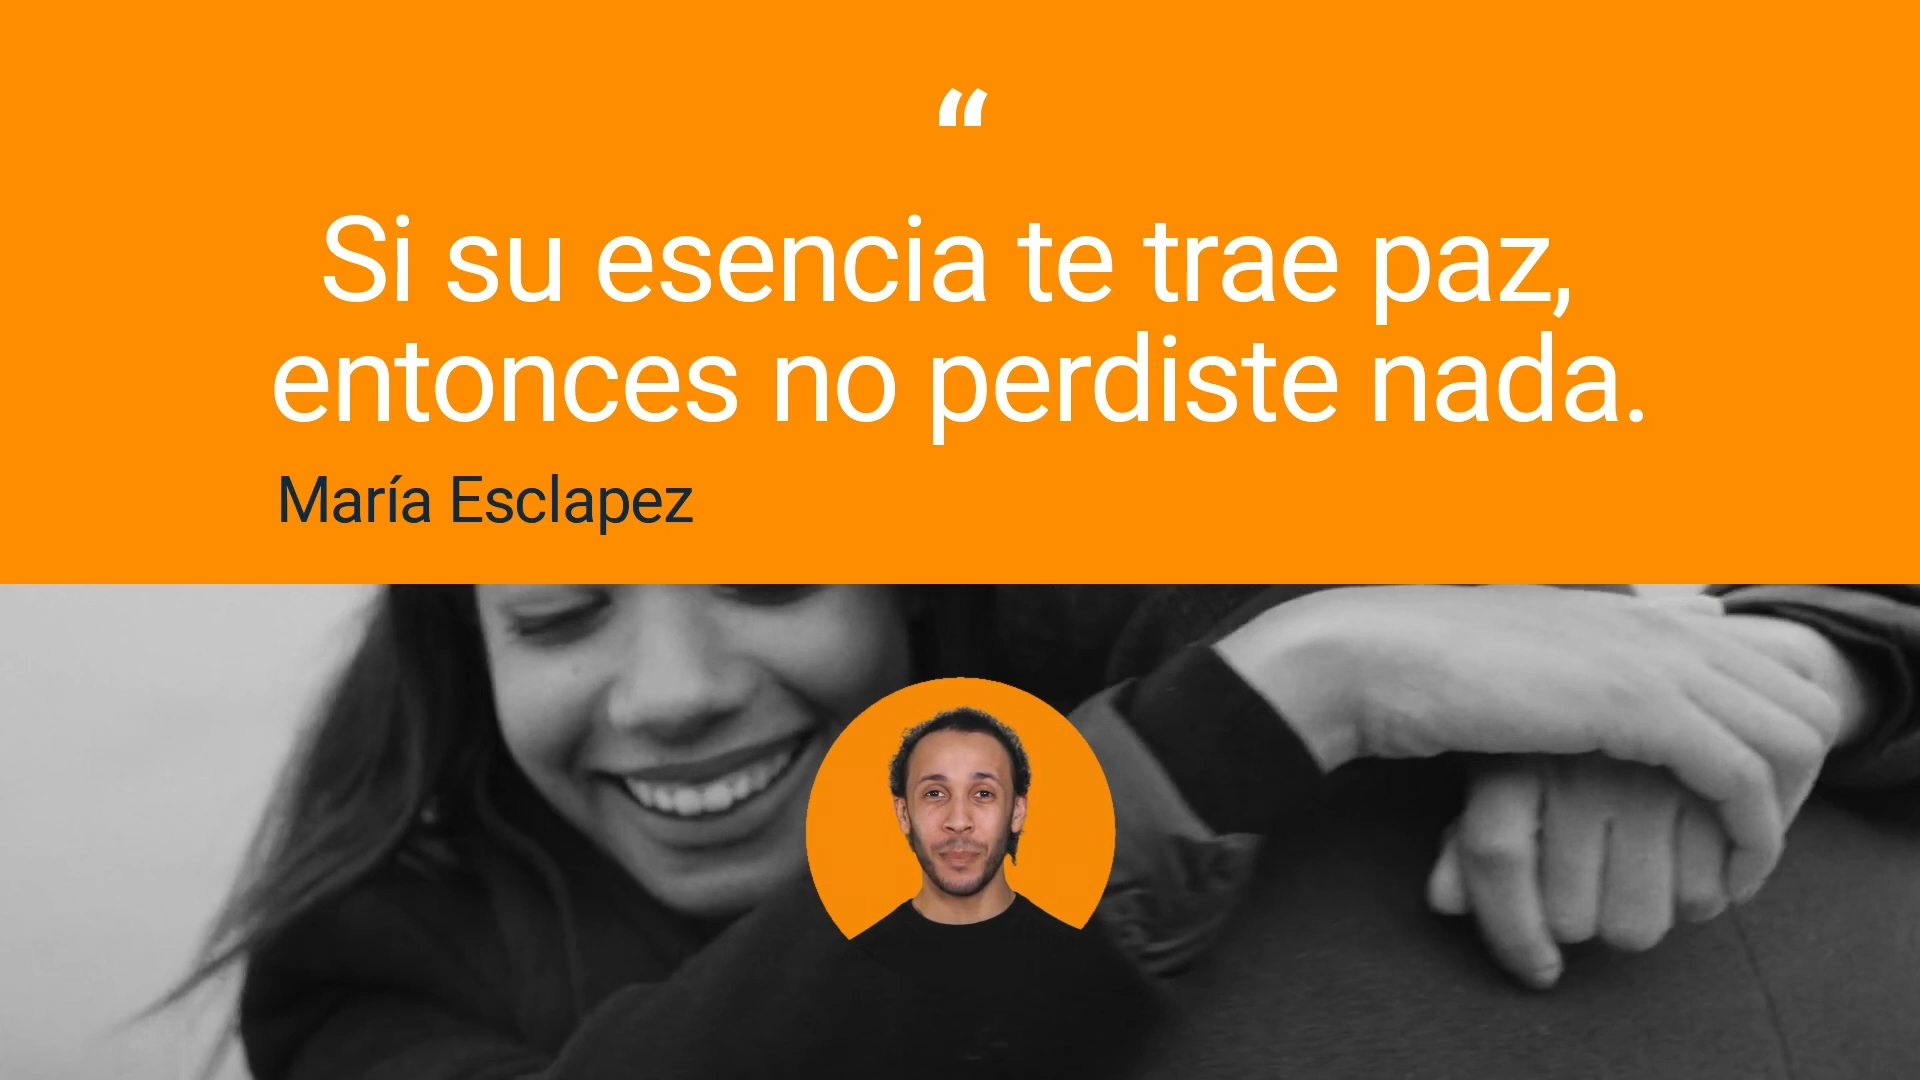 “
Si su esencia te trae paz,
entonces no perdiste nada.
María Esclapez